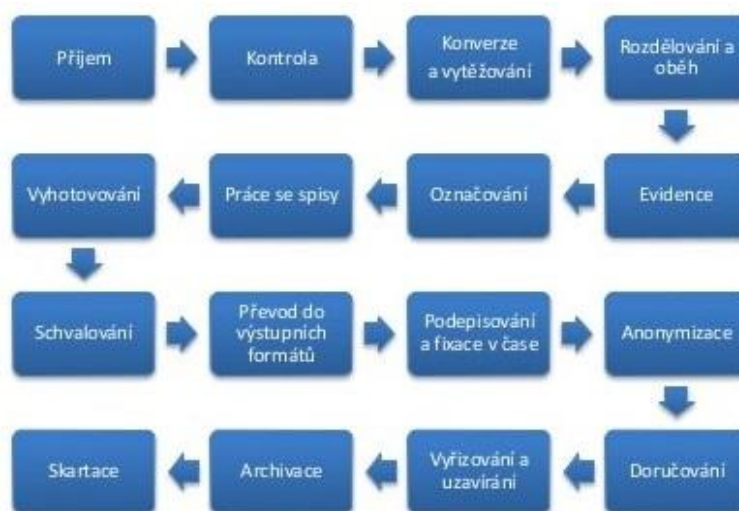 Příjem
Kontrola
Konverze
a vytěžování
Rozdělování a
oběh
Evidence
Označování
Práce se spisy
Vyhotovování
Schvalování
Převod do
výstupních
formátů
Podepisování
a fixace v čase
Anonymizace
Doručování
Vyřizování a
uzavírání
Archivace
Skartace